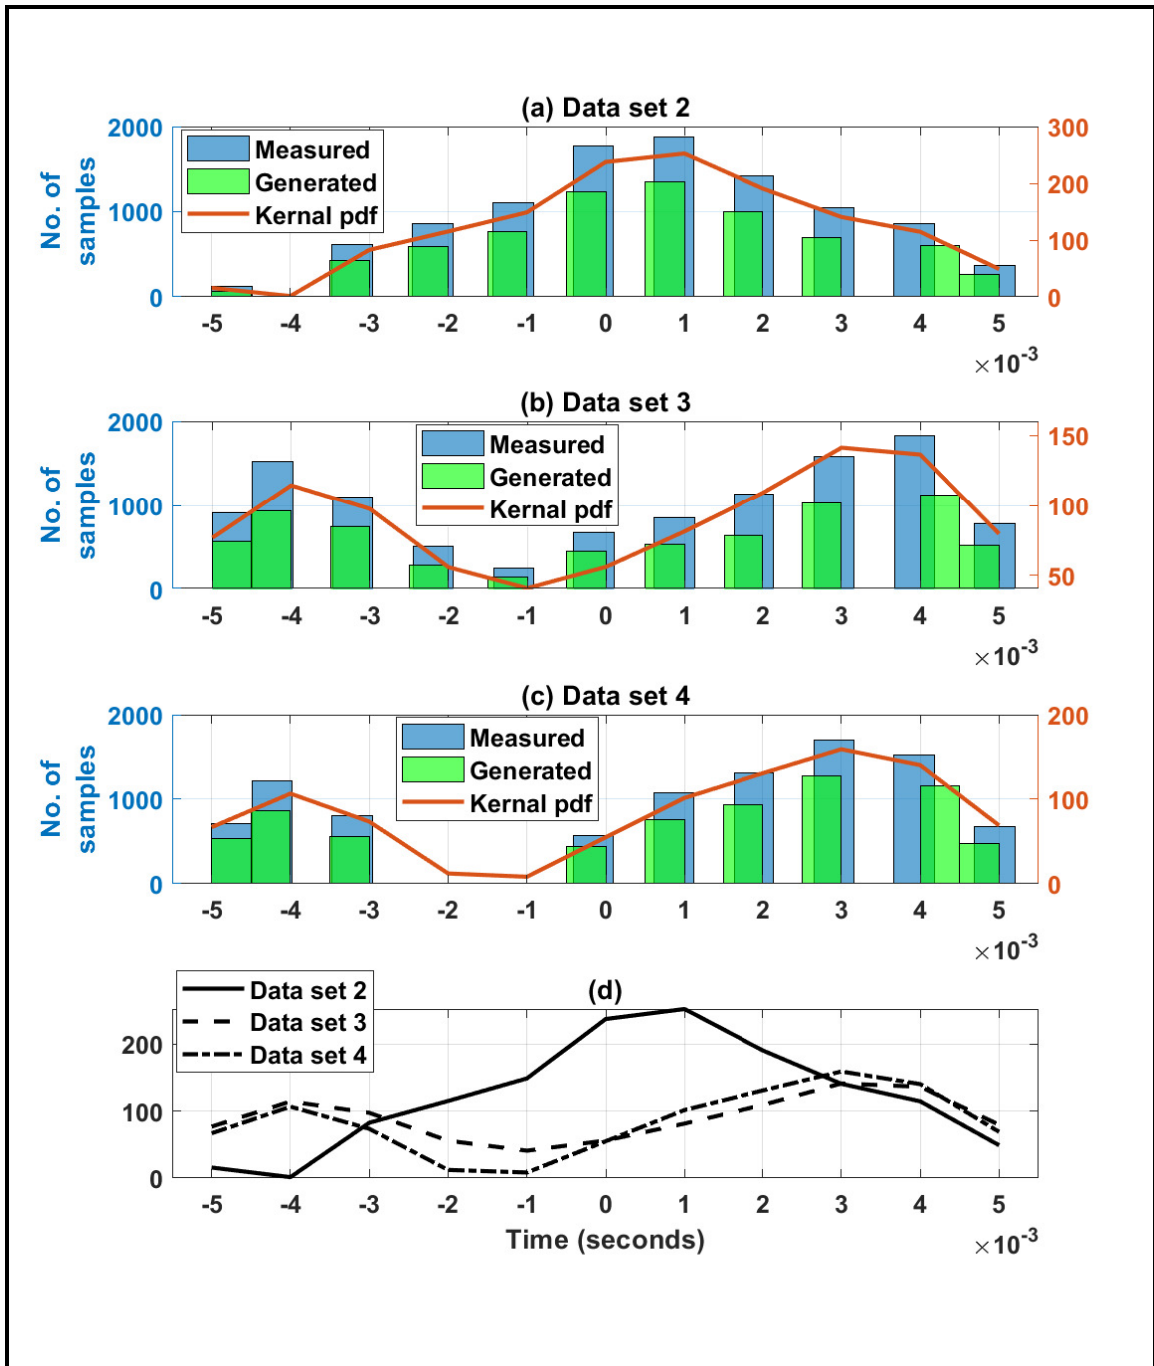 (a) Data set 2
2000
1000
0
No. of
samples
Measured
Generated
Kernal pdf
300
200
100
0
-5 -4 -3 -2 -1 0 1 2 3 4 5
×10-3
(b) Data set 3
2000
1000
0
No. of
samples
Measured
Generated
Kernal pdf
150
100
50
-5 -4 -3 -2 -1 0 1 2 3 4 5
×10-3
(c) Data set 4
2000
1000
0
No. of
samples
Measured
Generated
Kernal pdf
200
100
0
-5 -4 -3 -2 -1 0 1 2 3 4 5
×10-3
(d)
Data set 2
Data set 3
Data set 4
200
100
0
-5 -4 -3 -2 -1 0 1 2 3 4 5
Time (seconds)
×10-3